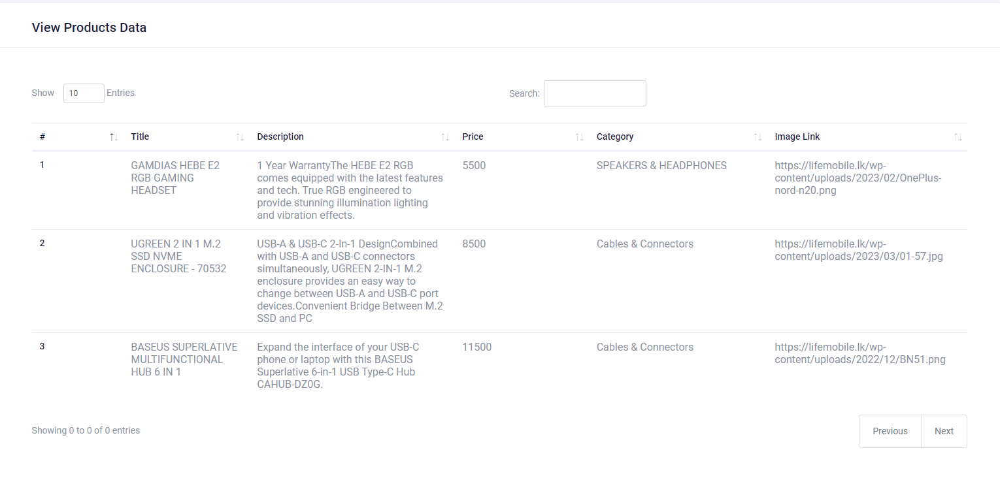 View Products Data
Show 10 Entries
Search:
# Title Description Price Category Image Link
1 GAMDIAS HEBE E2 1 Year WarrantyThe HEBE E2 RGB 5500 SPEAKERS & HEADPHONES https://lifemobile.lk/wp-
RGB GAMING comes equipped with the latest features content/uploads/2023/02/OnePlus-
HEADSET and tech. True RGB engineered to nord-n20.png
provide stunning illumination lighting
and vibration effects.
2 UGREEN 2 IN 1 M.2 USB-A & USB-C 2-In-1 DesignCombined 8500 Cables & Connectors https://lifemobile.lk/wp-
SSD NVME with USB-A and USB-C connectors content/uploads/2023/03/01-57.jpg
ENCLOSURE - 70532 simultaneously, UGREEN 2-IN-1 M.2
enclosure provides an easy way to
change between USB-A and USB-C port
devices.Convenient Bridge Between M.2
SSD and PC
3 BASEUS SUPERLATIVE Expand the interface of your USB-C 11500 Cables & Connectors https://lifemobile.lk/wp-
MULTIFUNCTIONAL phone or laptop with this BASEUS content/uploads/2022/12/BN51.png
HUB 6 IN 1 Superlative 6-in-1 USB Type-C Hub
CAHUB-DZ0G.
Showing 0 to 0 of 0 entries
Previous Next